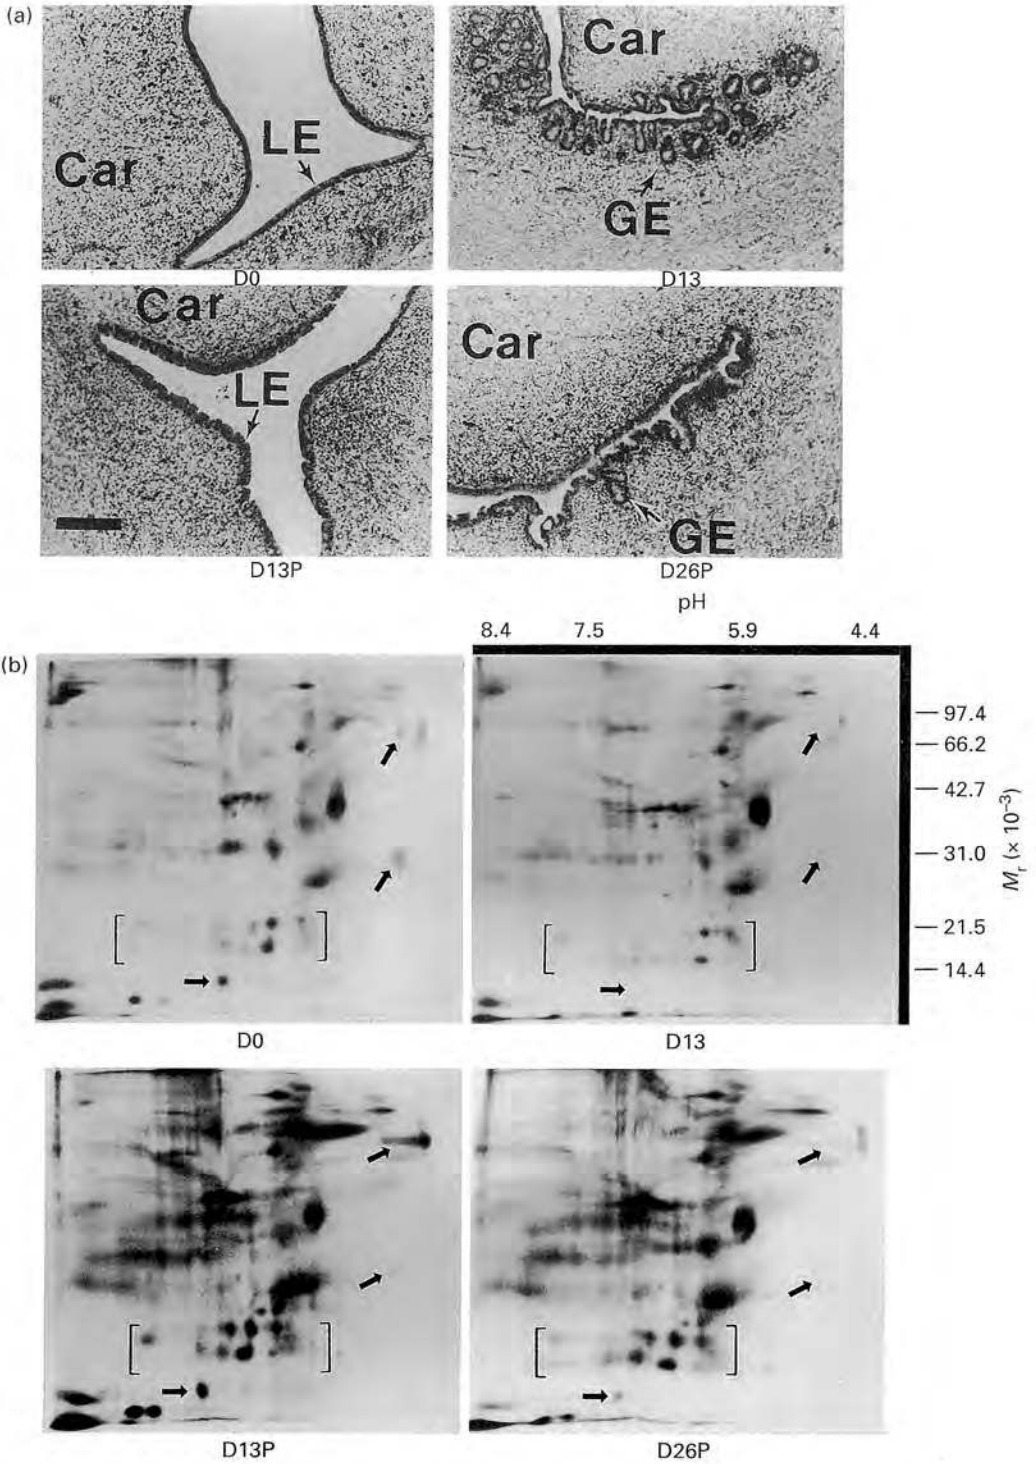 (a)
Car
LE
D0
Car
GE
D13
Car
LE
D13P
Car
GE
D26P
pH
8.4 7.5 5.9 4.4
(b)
97.4
66.2
42.7
31.0
21.5
14.4
Mr (× 10–3)
D0
D13
D13P
D26P